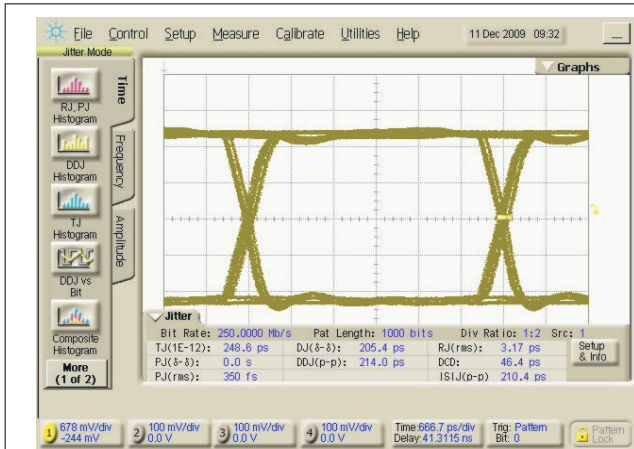 File Control Setup Measure Calibrate Utilities Help 11 Dec 2009 09:32
Jitter Mode
Graphs
RJ, PJ
Histogram
DDJ
Histogram
TJ
Histogram
DDJ vs
Bit
Composite
Histogram
More
(1 of 2)
Time
Frequency
Amplitude
Jitter
Bit Rate: 250.0000 Mb/s Pat Length: 1000 bits Div Ratio: 1:2 Src: 1
TJ(1E-12): 248.6 ps DJ(δ-δ): 205.4 ps RJ(rms): 3.17 ps
PJ(δ-δ): 0.0 s DDJ(p-p): 214.0 ps DCD: 46.4 ps
PJ(rms): 350 fs ISIJ(p-p) 210.4 ps
Setup
& Info
1 678 mV/div
-244 mV
2 100 mV/div
0.0 V
3 100 mV/div
0.0 V
4 100 mV/div
0.0 V
Time:666.7 ps/div
Delay:41.3115 ns
Trig: Pattern
Bit: 0
Pattern
Lock